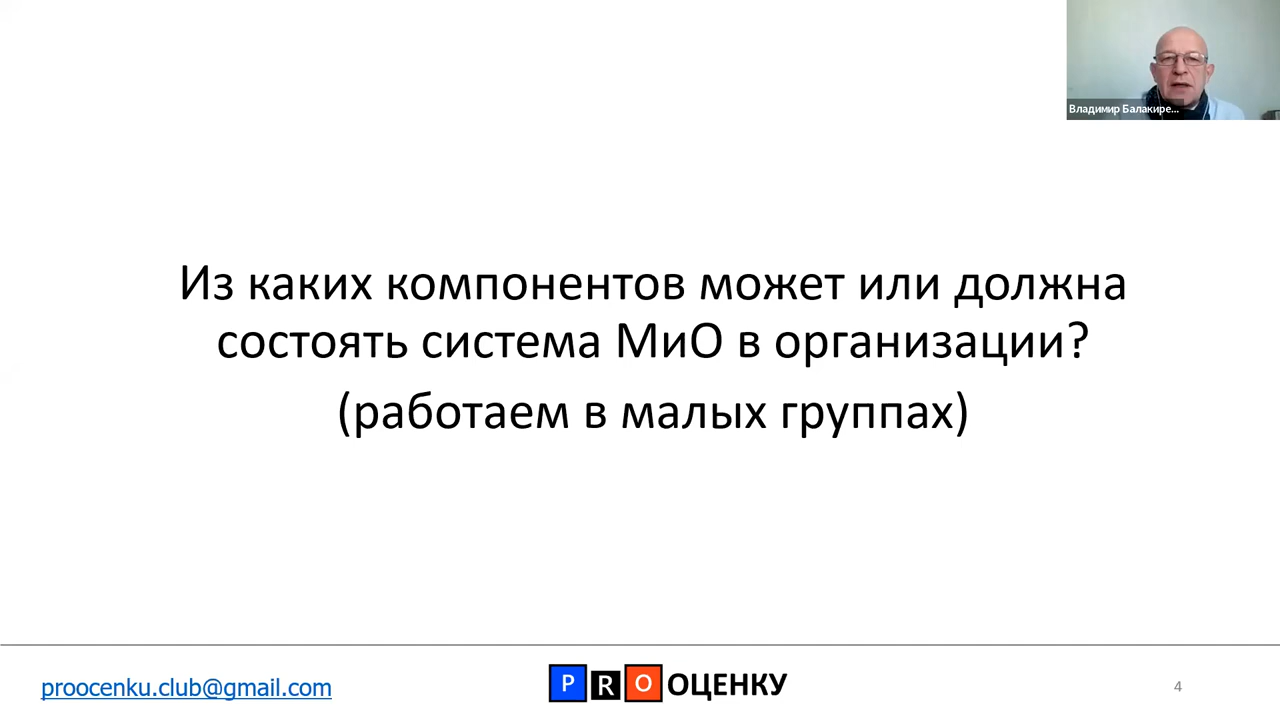 Владимир Балакире...
Из каких компонентов может или должна
состоять система МиО в организации?
(работаем в малых группах)
proocenku.club@gmail.com
PRO ОЦЕНКУ
4